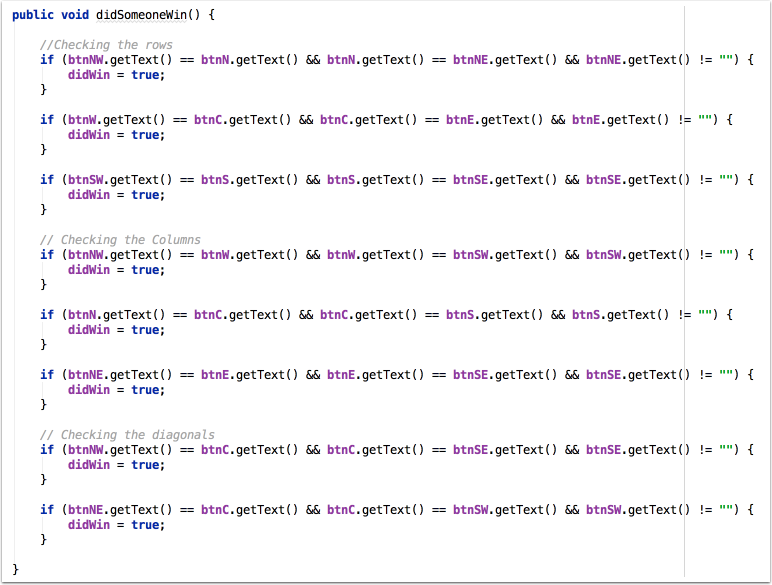 public void didSomeoneWin() {
//Checking the rows
if (btnNW.getText() == btnN.getText() && btnN.getText() == btnNE.getText() && btnNE.getText() != "") {
didWin = true;
}
if (btnW.getText() == btnC.getText() && btnC.getText() == btnE.getText() && btnE.getText() != "") {
didWin = true;
}
if (btnSW.getText() == btnS.getText() && btnS.getText() == btnSE.getText() && btnSE.getText() != "") {
didWin = true;
}
// Checking the Columns
if (btnNW.getText() == btnW.getText() && btnW.getText() == btnSW.getText() && btnSW.getText() != "") {
didWin = true;
}
if (btnN.getText() == btnC.getText() && btnC.getText() == btnS.getText() && btnS.getText() != "") {
didWin = true;
}
if (btnNE.getText() == btnE.getText() && btnE.getText() == btnSE.getText() && btnSE.getText() != "") {
didWin = true;
}
// Checking the diagonals
if (btnNW.getText() == btnC.getText() && btnC.getText() == btnSE.getText() && btnSE.getText() != "") {
didWin = true;
}
if (btnNE.getText() == btnC.getText() && btnC.getText() == btnSW.getText() && btnSW.getText() != "") {
didWin = true;
}
}